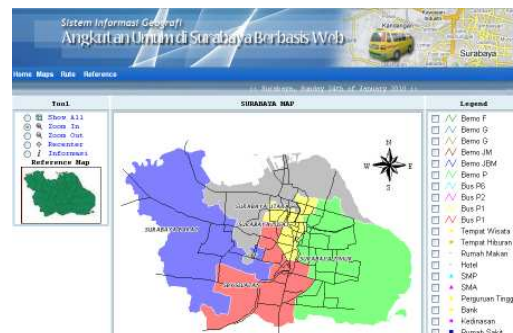 Sistem Informasi Geografi
Angkutan Umum di Surabaya Berbasis Web
Kandangan
Surabaya
Home Maps Rute Reference
:: Surabaya, Sunday 24th of January 2010 ::
Tool
Show All
Zoom In
Zoom Out
Recenter
Informasi
Reference Map
SURABAYA MAP
N
W
E
S
SURABAYA UTARA
SURABAYA BARAT
SURABAYA TIMUR
Legend
Bemo F
Bemo G
Bemo G
Bemo JM
Bemo JBM
Bemo P
Bus P6
Bus P2
Bus P1
Bus P1
Tempat Wisata
Tempat Hiburan
Rumah Makan
Hotel
SMP
SMA
Perguruan Tingg
Bank
Kedinasan
Rumah Sakit